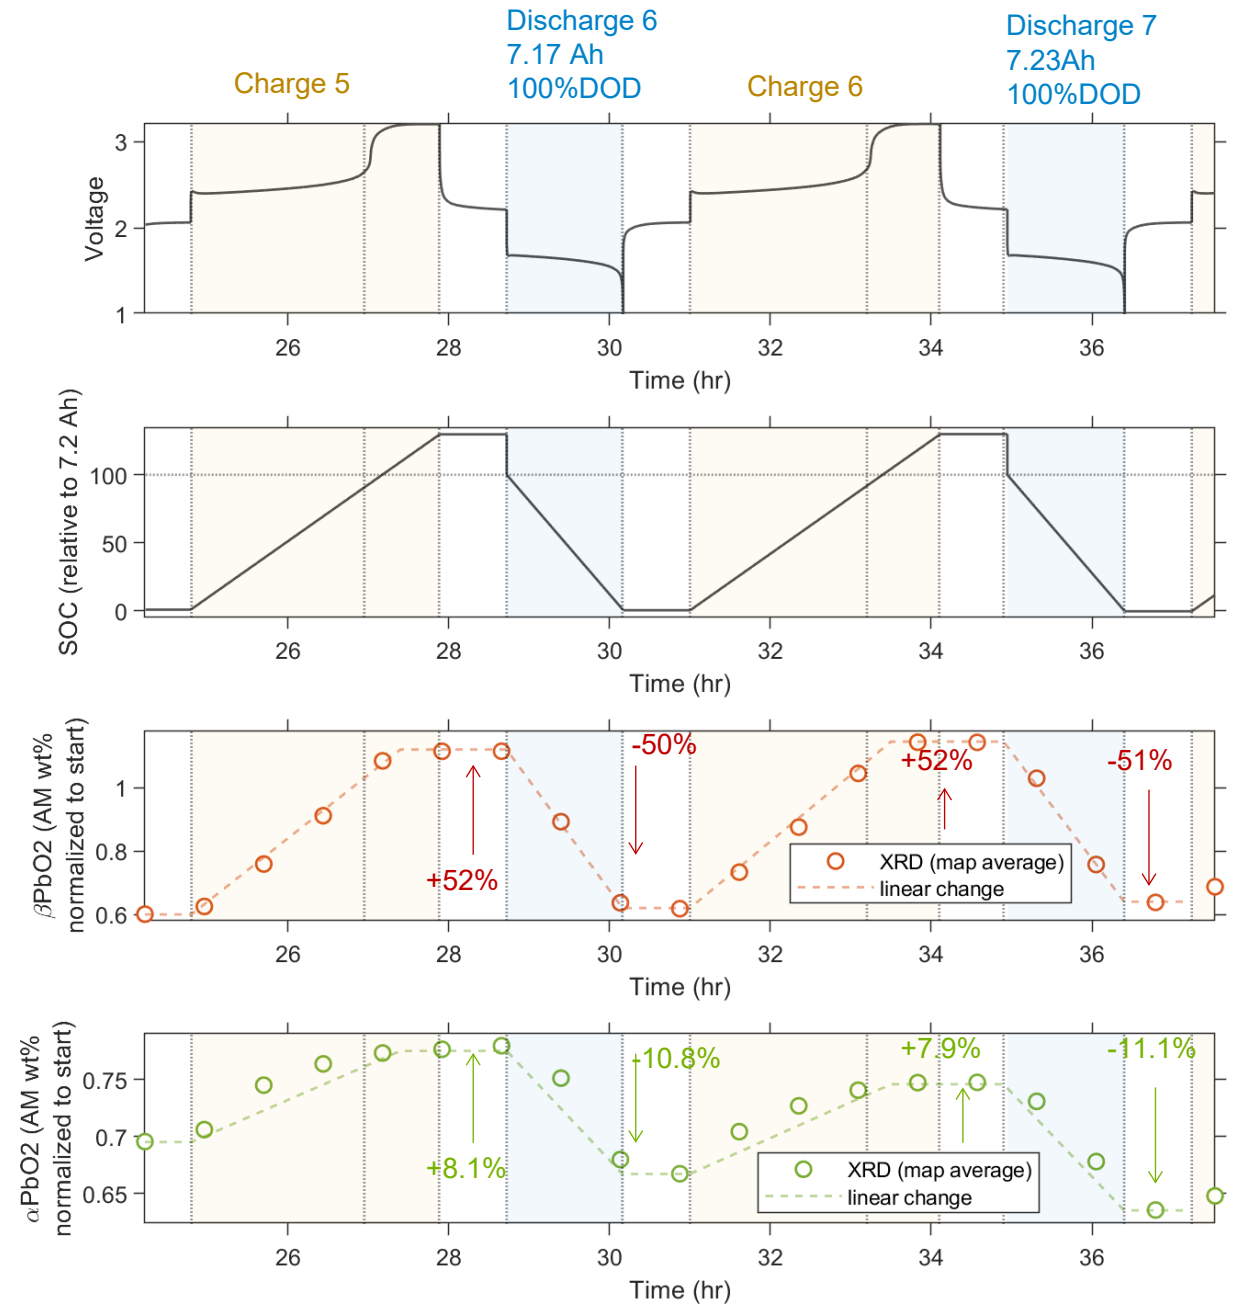 Discharge 6
7.17 Ah
100%DOD
Discharge 7
7.23Ah
100%DOD
Charge 5
Charge 6
Voltage
3
2
1
26 28 30 32 34 36
Time (hr)
SOC (relative to 7.2 Ah)
100
50
0
26 28 30 32 34 36
Time (hr)
βPbO2 (AM wt%
normalized to start)
1
0.8
0.6
+52%
-50%
+52%
-51%
XRD (map average)
linear change
26 28 30 32 34 36
Time (hr)
αPbO2 (AM wt%
normalized to start)
0.75
0.7
0.65
+8.1%
-10.8%
+7.9%
-11.1%
XRD (map average)
linear change
26 28 30 32 34 36
Time (hr)